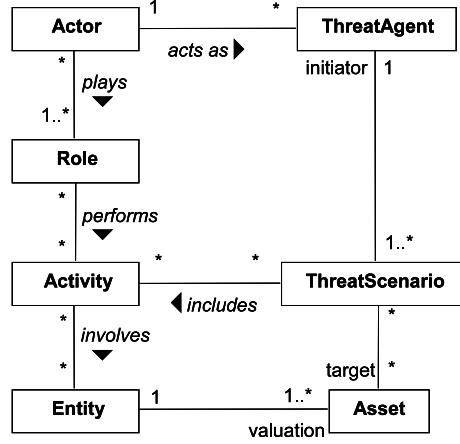 Actor 1 * ThreatAgent
acts as
* initiator 1
plays
1..*
Role
*
performs
* 1..*
Activity * * ThreatScenario
includes
* *
involves
* target *
Entity 1 1..* Asset
valuation